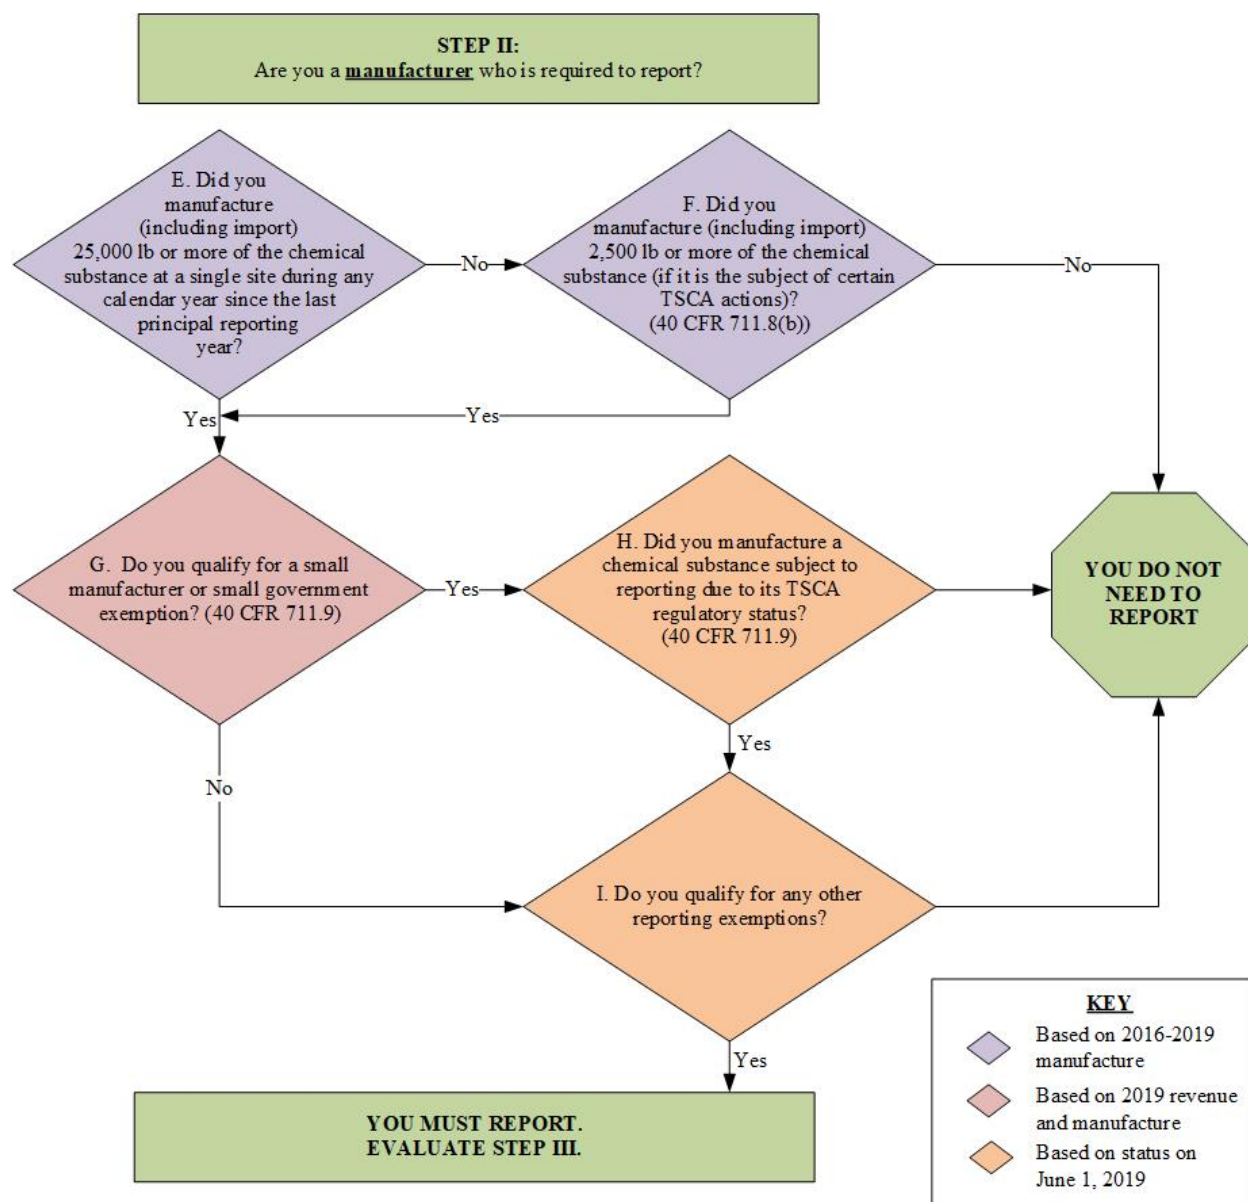 STEP II:
Are you a manufacturer who is required to report?
E. Did you
manufacture
(including import)
25,000 lb or more of the chemical
substance at a single site during any
calendar year since the last
principal reporting
year?
No
F. Did you
manufacture (including import)
2,500 lb or more of the chemical
substance (if it is the subject of certain
TSCA actions)?
(40 CFR 711.8(b))
No
Yes
Yes
G. Do you qualify for a small
manufacturer or small government
exemption? (40 CFR 711.9)
Yes
H. Did you manufacture a
chemical substance subject to
reporting due to its TSCA
regulatory status?
(40 CFR 711.9)
YOU DO NOT
NEED TO
REPORT
Yes
No
I. Do you qualify for any other
reporting exemptions?
Yes
YOU MUST REPORT.
EVALUATE STEP III.
KEY
Based on 2016-2019
manufacture
Based on 2019 revenue
and manufacture
Based on status on
June 1, 2019